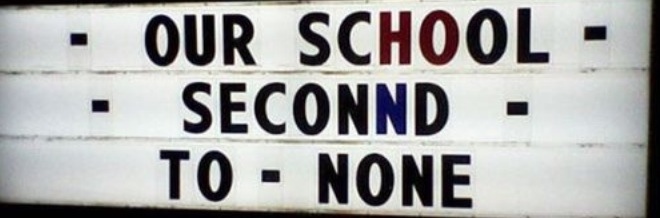 - OUR SCHOOL -
- SECONND -
TO - NONE